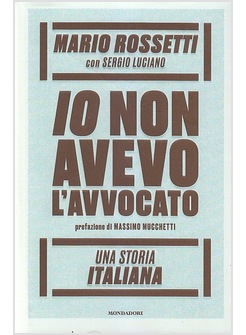 MARIO ROSSETTI
con SERGIO LUCIANO
IO NON
AVEVO
L'AVVOCATO
prefazione di MASSIMO MUCCHETTI
UNA STORIA
ITALIANA
MONDADORI